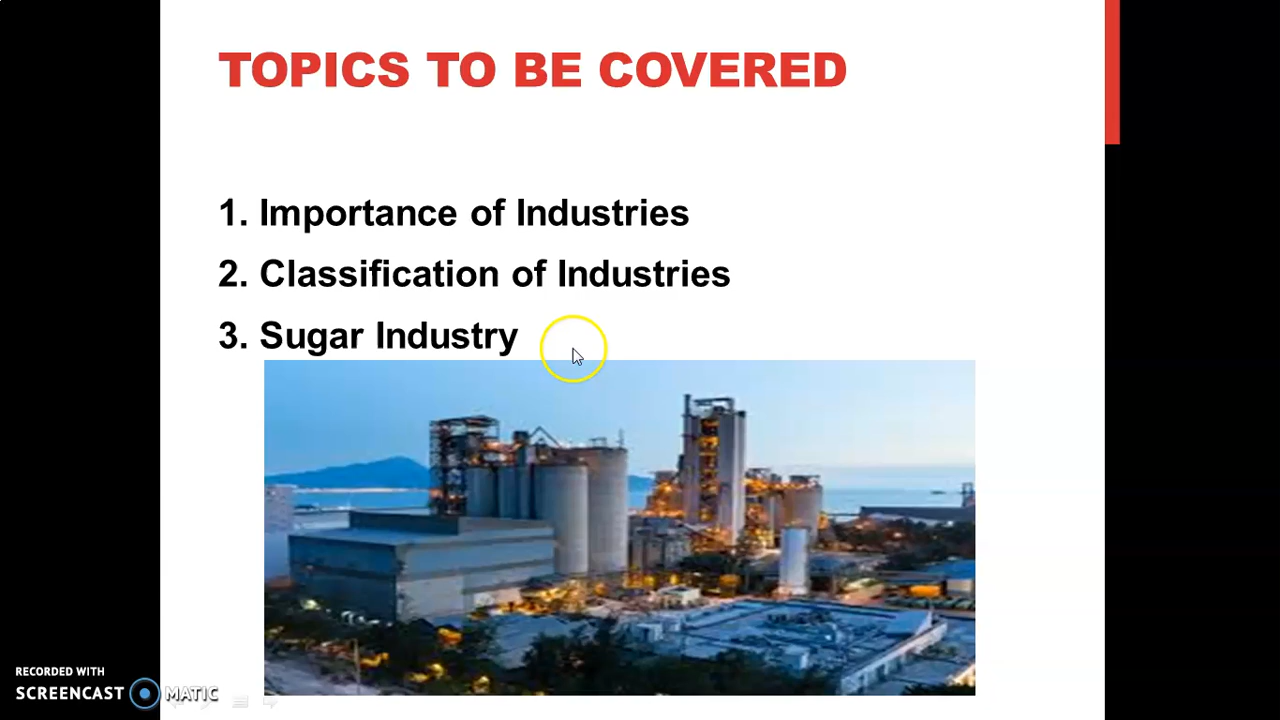 TOPICS TO BE COVERED
1. Importance of Industries
2. Classification of Industries
3. Sugar Industry
RECORDED WITH
SCREENCAST MATIC